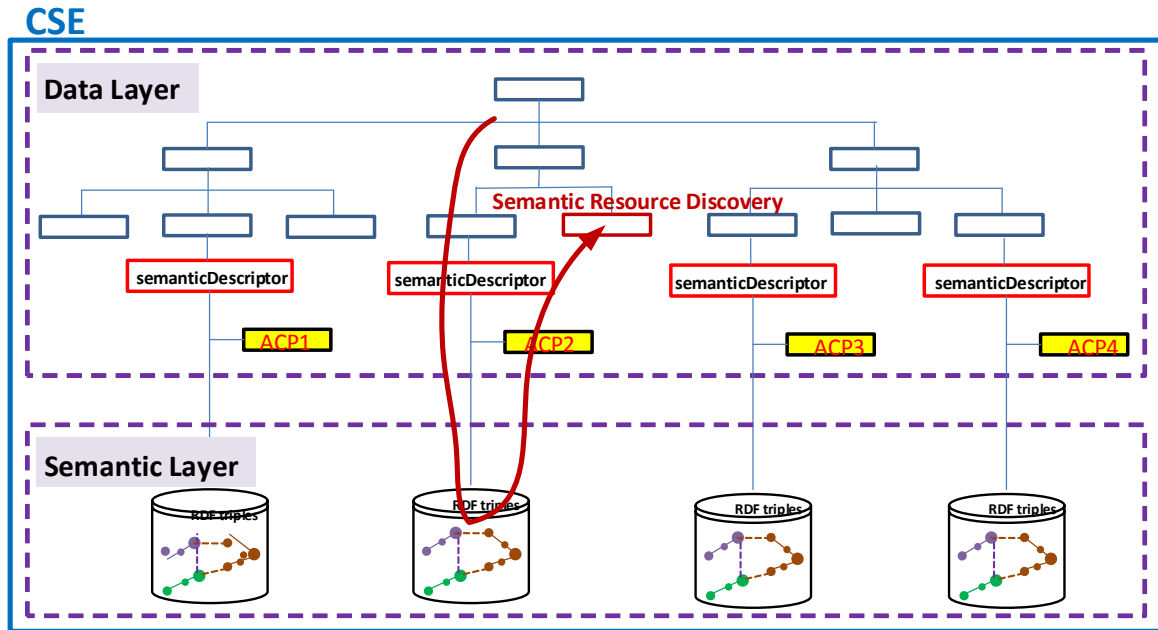 CSE
Data Layer
Semantic Resource Discovery
semanticDescriptor
semanticDescriptor
semanticDescriptor
semanticDescriptor
ACP1
ACP2
ACP3
ACP4
Semantic Layer
RDF triples
RDF triples
RDF triples
RDF triples